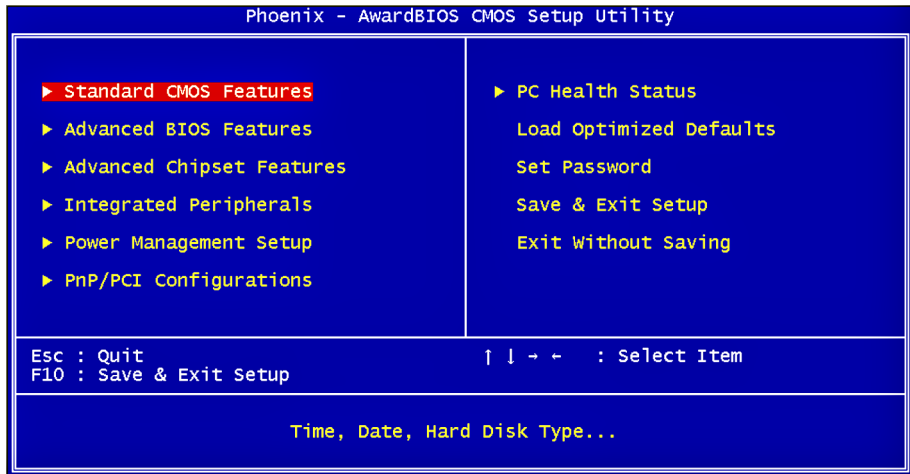 Phoenix - AwardBIOS CMOS Setup Utility
▶ Standard CMOS Features
▶ Advanced BIOS Features
▶ Advanced Chipset Features
▶ Integrated Peripherals
▶ Power Management Setup
▶ PnP/PCI Configurations
▶ PC Health Status
Load Optimized Defaults
Set Password
Save & Exit Setup
Exit Without Saving
Esc : Quit
F10 : Save & Exit Setup
↑ ↓ → ← : Select Item
Time, Date, Hard Disk Type...